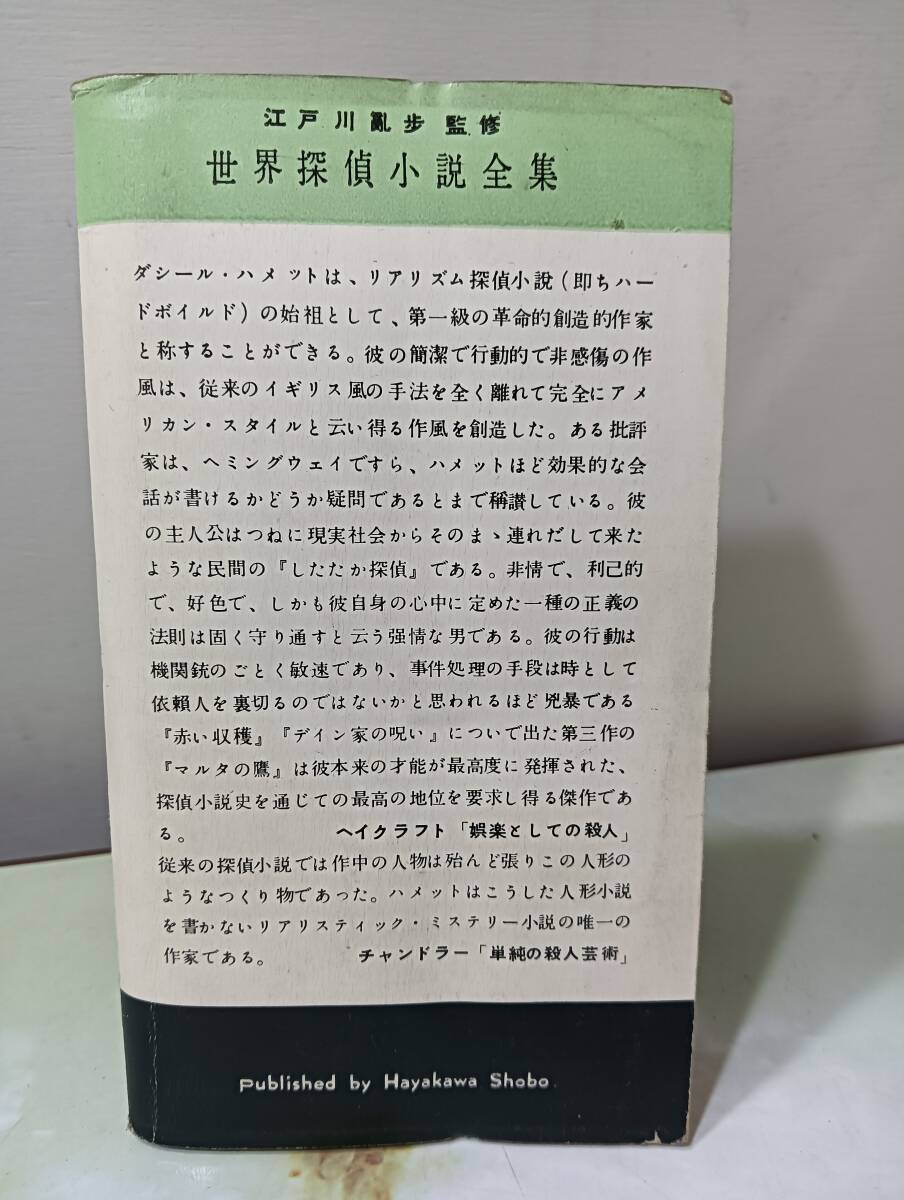 江戸川亂歩 監修
世界探偵小説全集
ダシール・ハメットは、リアリズム探偵小説(即ちハー
ドボイルド)の始祖として、第一級の革命的創造的作家
と称することができる。彼の簡潔で行動的で非感傷の作
風は、従来のイギリス風の手法を全く離れて完全にアメ
リカン・スタイルと云い得る作風を創造した。ある批評
家は、ヘミングウェイですら、ハメットほど効果的な会
話が書けるかどうか疑問であるとまで稱讃している。彼
の主人公はつねに現実社会からそのまゝ連れだして来た
ような民間の『したたか探偵』である。非情で、利己的
で、好色で、しかも彼自身の心中に定めた一種の正義の
法則は固く守り通すと云う强情な男である。彼の行動は
機関銃のごとく敏速であり、事件処理の手段は時として
依頼人を裏切るのではないかと思われるほど兇暴である
『赤い収穫』『デイン家の呪い』についで出た第三作の
『マルタの鷹』は彼本来の才能が最高度に発揮された、
探偵小説史を通じての最高の地位を要求し得る傑作であ
る。 ヘイクラフト「娯楽としての殺人」
従来の探偵小説では作中の人物は殆んど張りこの人形の
ようなつくり物であった。ハメットはこうした人形小説
を書かないリアリスティック・ミステリー小説の唯一の
作家である。 チャンドラー「単純の殺人芸術」
Published by Hayakawa Shobo